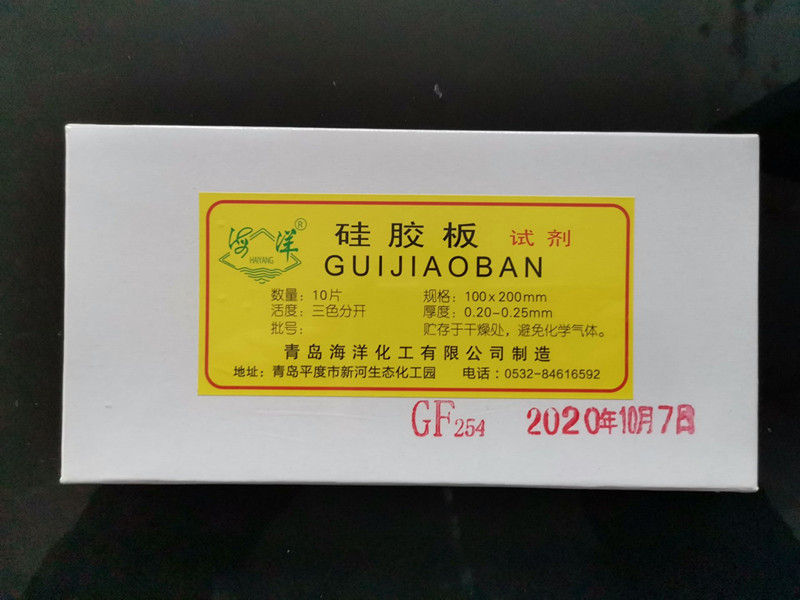 海洋®
HAIYANG
硅胶板 试剂
GUIJIAOBAN
数量：10片 规格：100x200mm
活度：三色分开 厚度：0.20-0.25mm
批号： 贮存于干燥处，避免化学气体。
青岛海洋化工有限公司制造
地址：青岛平度市新河生态化工园 电话：0532-84616592
GF254 2020年10月7日